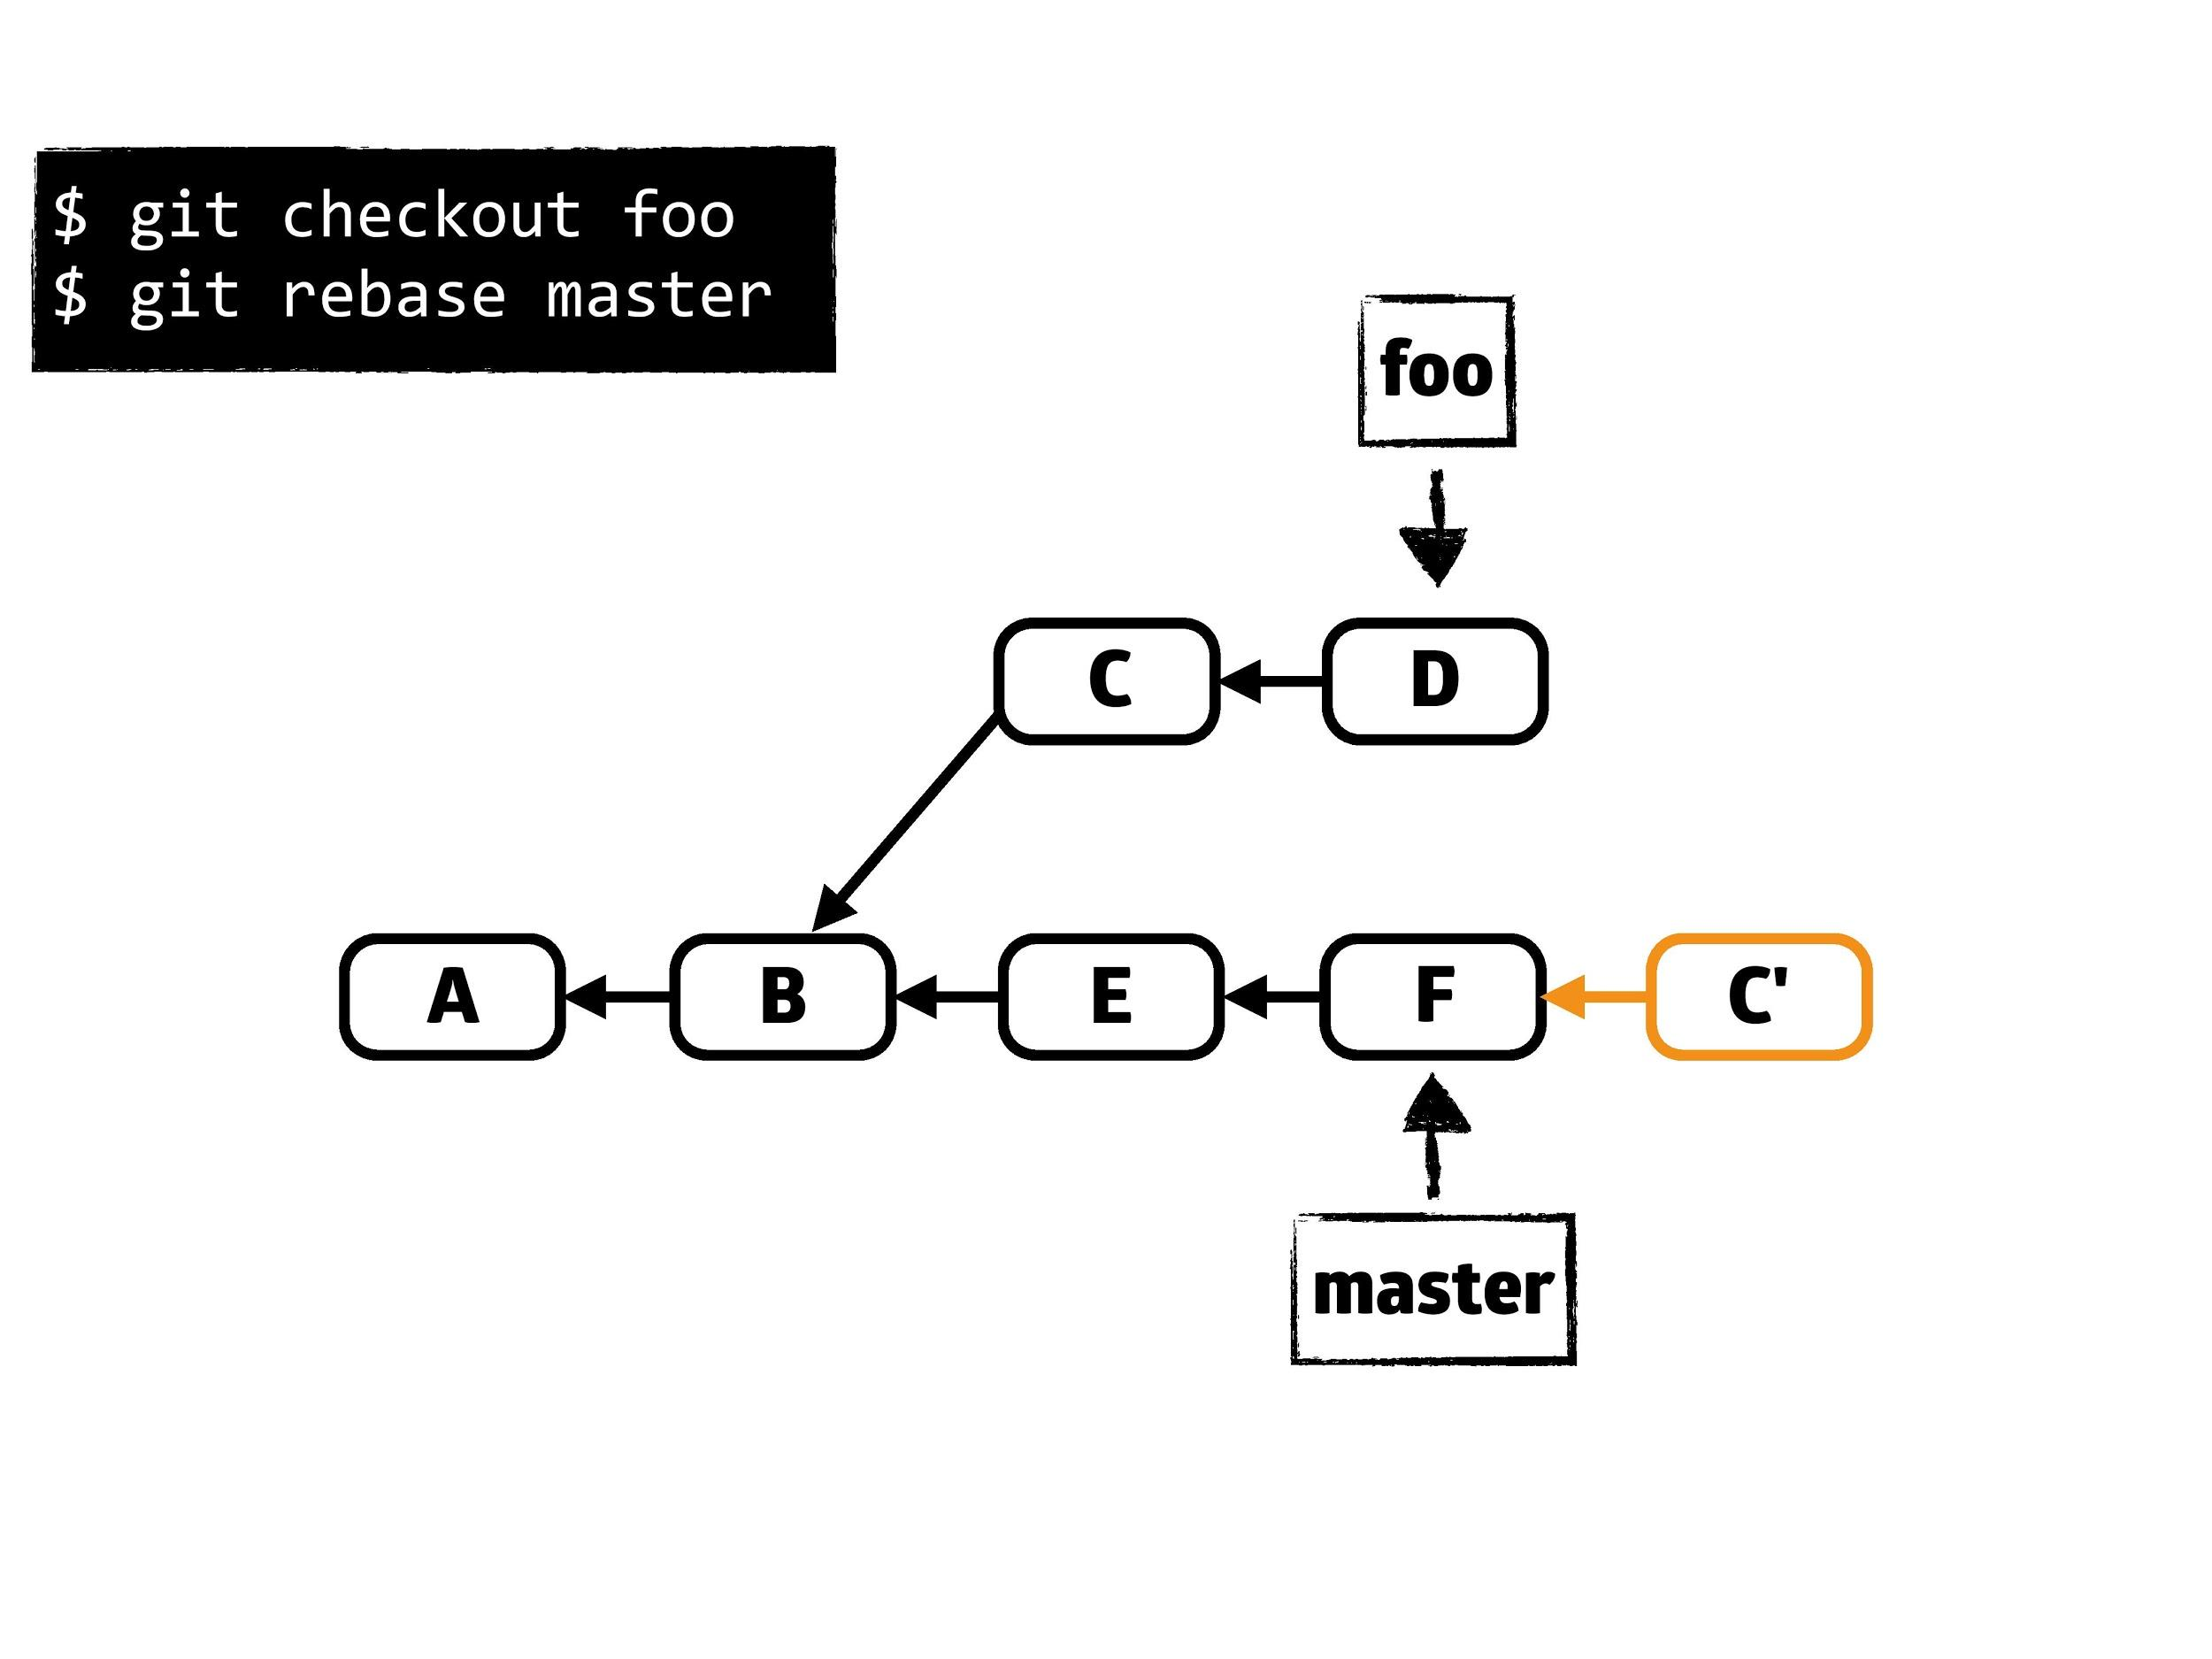 $ git checkout foo
$ git rebase master
foo
C
D
A
B
E
F
C'
master